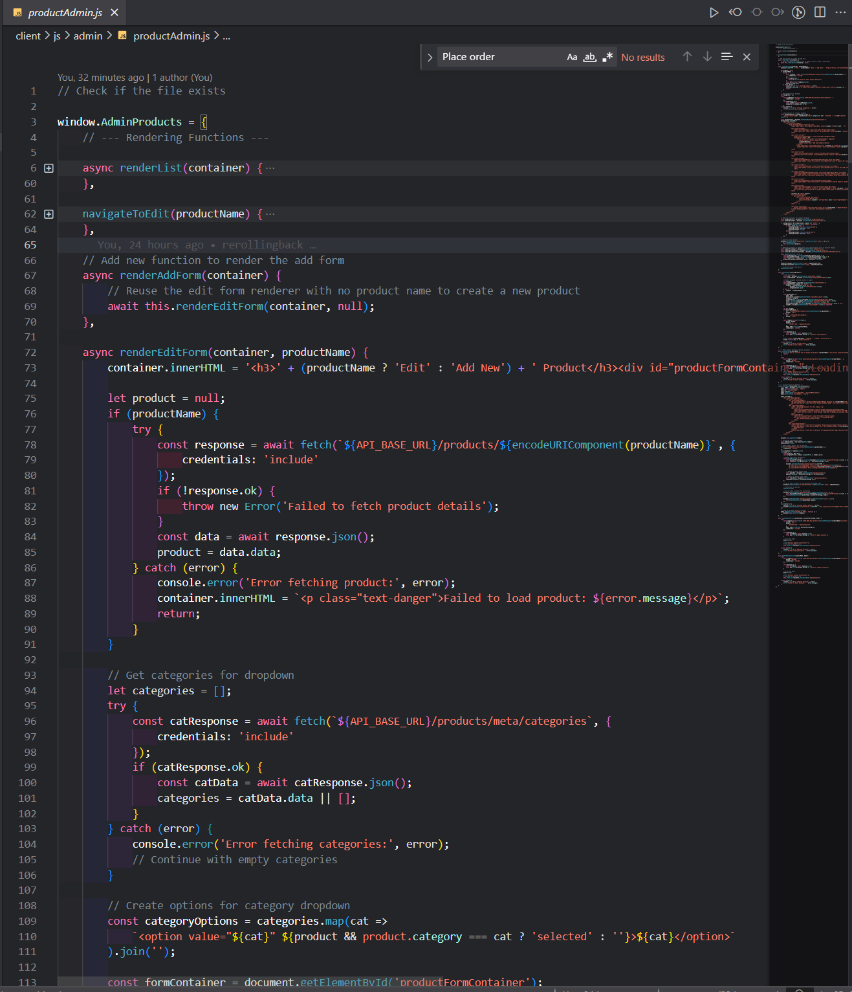 productAdmin.js
client > js > admin > productAdmin.js > ...
Place order Aa ab .* No results
You, 32 minutes ago | 1 author (You)
1 // Check if the file exists
2
3 window.AdminProducts = {
4 // --- Rendering Functions ---
5
6 async renderList(container) { ···
60 },
61
62 navigateToEdit(productName) { ···
64 },
65 You, 24 hours ago • rerollingback …
66 // Add new function to render the add form
67 async renderAddForm(container) {
68 // Reuse the edit form renderer with no product name to create a new product
69 await this.renderEditForm(container, null);
70 },
71
72 async renderEditForm(container, productName) {
73 container.innerHTML = '<h3>' + (productName ? 'Edit' : 'Add New') + ' Product</h3><div id="productFormContain
74
75 let product = null;
76 if (productName) {
77 try {
78 const response = await fetch(`${API_BASE_URL}/products/${encodeURIComponent(productName)}`, {
79 credentials: 'include'
80 });
81 if (!response.ok) {
82 throw new Error('Failed to fetch product details');
83 }
84 const data = await response.json();
85 product = data.data;
86 } catch (error) {
87 console.error('Error fetching product:', error);
88 container.innerHTML = `<p class="text-danger">Failed to load product: ${error.message}</p>`;
89 return;
90 }
91 }
92
93 // Get categories for dropdown
94 let categories = [];
95 try {
96 const catResponse = await fetch(`${API_BASE_URL}/products/meta/categories`, {
97 credentials: 'include'
98 });
99 if (catResponse.ok) {
100 const catData = await catResponse.json();
101 categories = catData.data || [];
102 }
103 } catch (error) {
104 console.error('Error fetching categories:', error);
105 // Continue with empty categories
106 }
107
108 // Create options for category dropdown
109 const categoryOptions = categories.map(cat =>
110 `<option value="${cat}" ${product && product.category === cat ? 'selected' : ''}>${cat}</option>`
111 ).join('');
112
113 const formContainer = document.getElementById('productFormContainer');